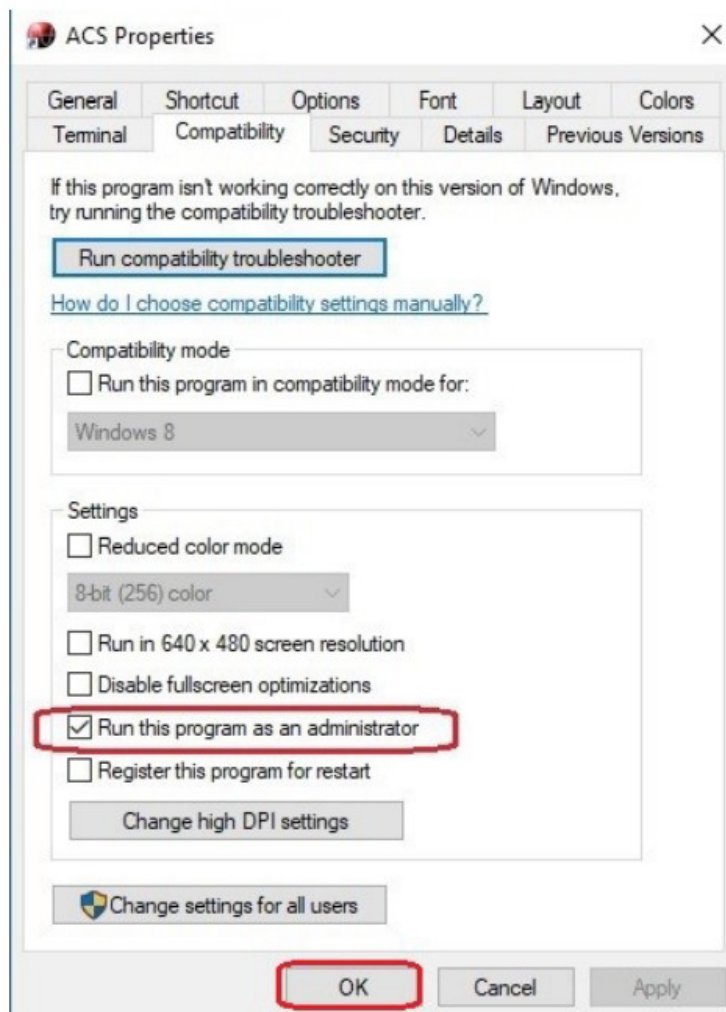 ACS Properties
General Shortcut Options Font Layout Colors
Terminal Compatibility Security Details Previous Versions
If this program isn't working correctly on this version of Windows,
try running the compatibility troubleshooter.
Run compatibility troubleshooter
How do I choose compatibility settings manually?
Compatibility mode
Run this program in compatibility mode for:
Windows 8
Settings
Reduced color mode
8-bit (256) color
Run in 640 x 480 screen resolution
Disable fullscreen optimizations
Run this program as an administrator
Register this program for restart
Change high DPI settings
Change settings for all users
OK Cancel Apply